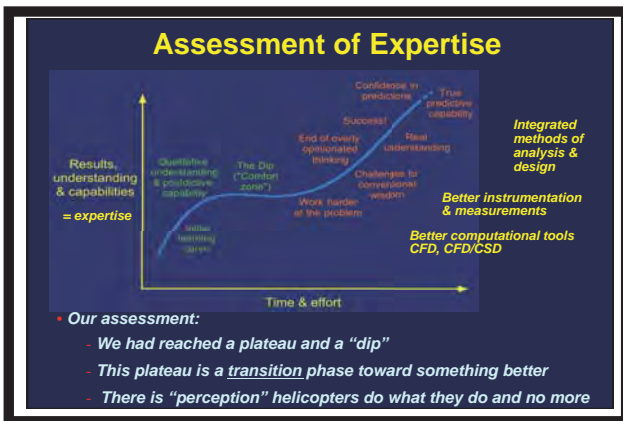 Assessment of Expertise
Results,
understanding
& capabilities
= expertise
Qualitative
understanding
& postdictive
capability
Initial
learning
curve
The Dip
("Comfort
zone")
Work harder
at the problem
End of overly
opinionated
thinking
Challenges to
conventional
wisdom
Success!
Real
understanding
Confidence in
predictions
True
predictive
capability
Time & effort
Integrated
methods of
analysis &
design
Better instrumentation
& measurements
Better computational tools
CFD, CFD/CSD
• Our assessment:
- We had reached a plateau and a “dip”
- This plateau is a transition phase toward something better
- There is “perception” helicopters do what they do and no more